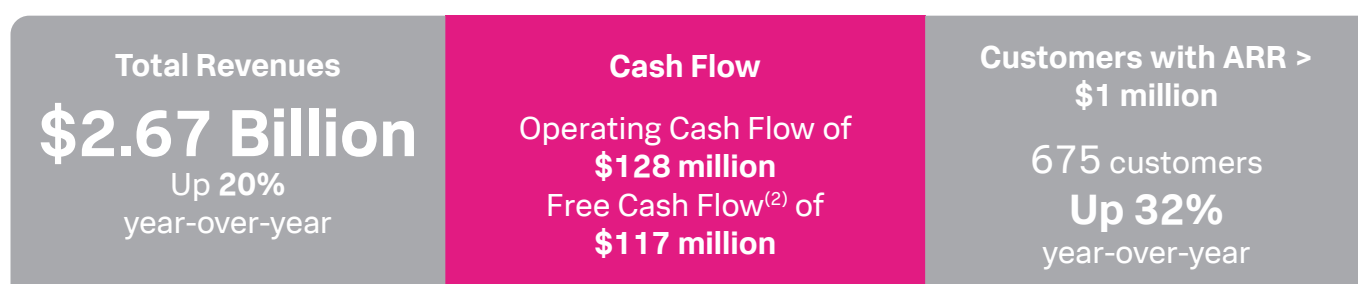 Total Revenues
$2.67 Billion
Up 20%
year-over-year
Cash Flow
Operating Cash Flow of
$128 million
Free Cash Flow(2) of
$117 million
Customers with ARR >
$1 million
675 customers
Up 32%
year-over-year